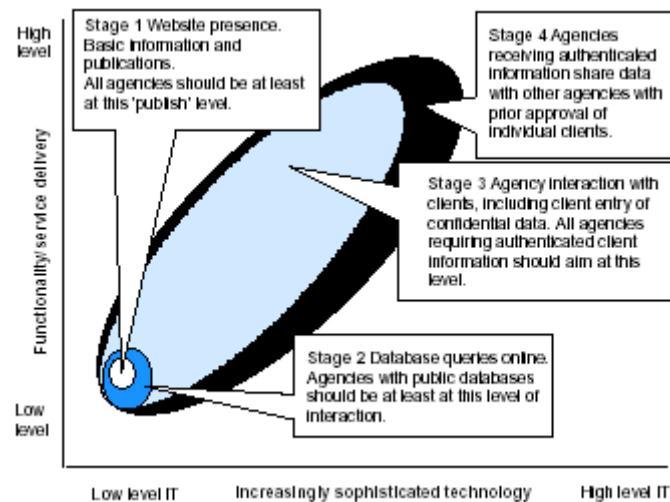 High
level
Functionality/service delivery
Low
level
Stage 1 Website presence.
Basic information and
publications.
All agencies should be at least
at this 'publish' level.
Stage 4 Agencies
receiving authenticated
information share data
with other agencies with
prior approval of
individual clients.
Stage 3 Agency interaction with
clients, including client entry of
confidential data. All agencies
requiring authenticated client
information should aim at this
level.
Stage 2 Database queries online.
Agencies with public databases
should be at least at this level of
interaction.
Low level IT
Increasingly sophisticated technology
High level IT